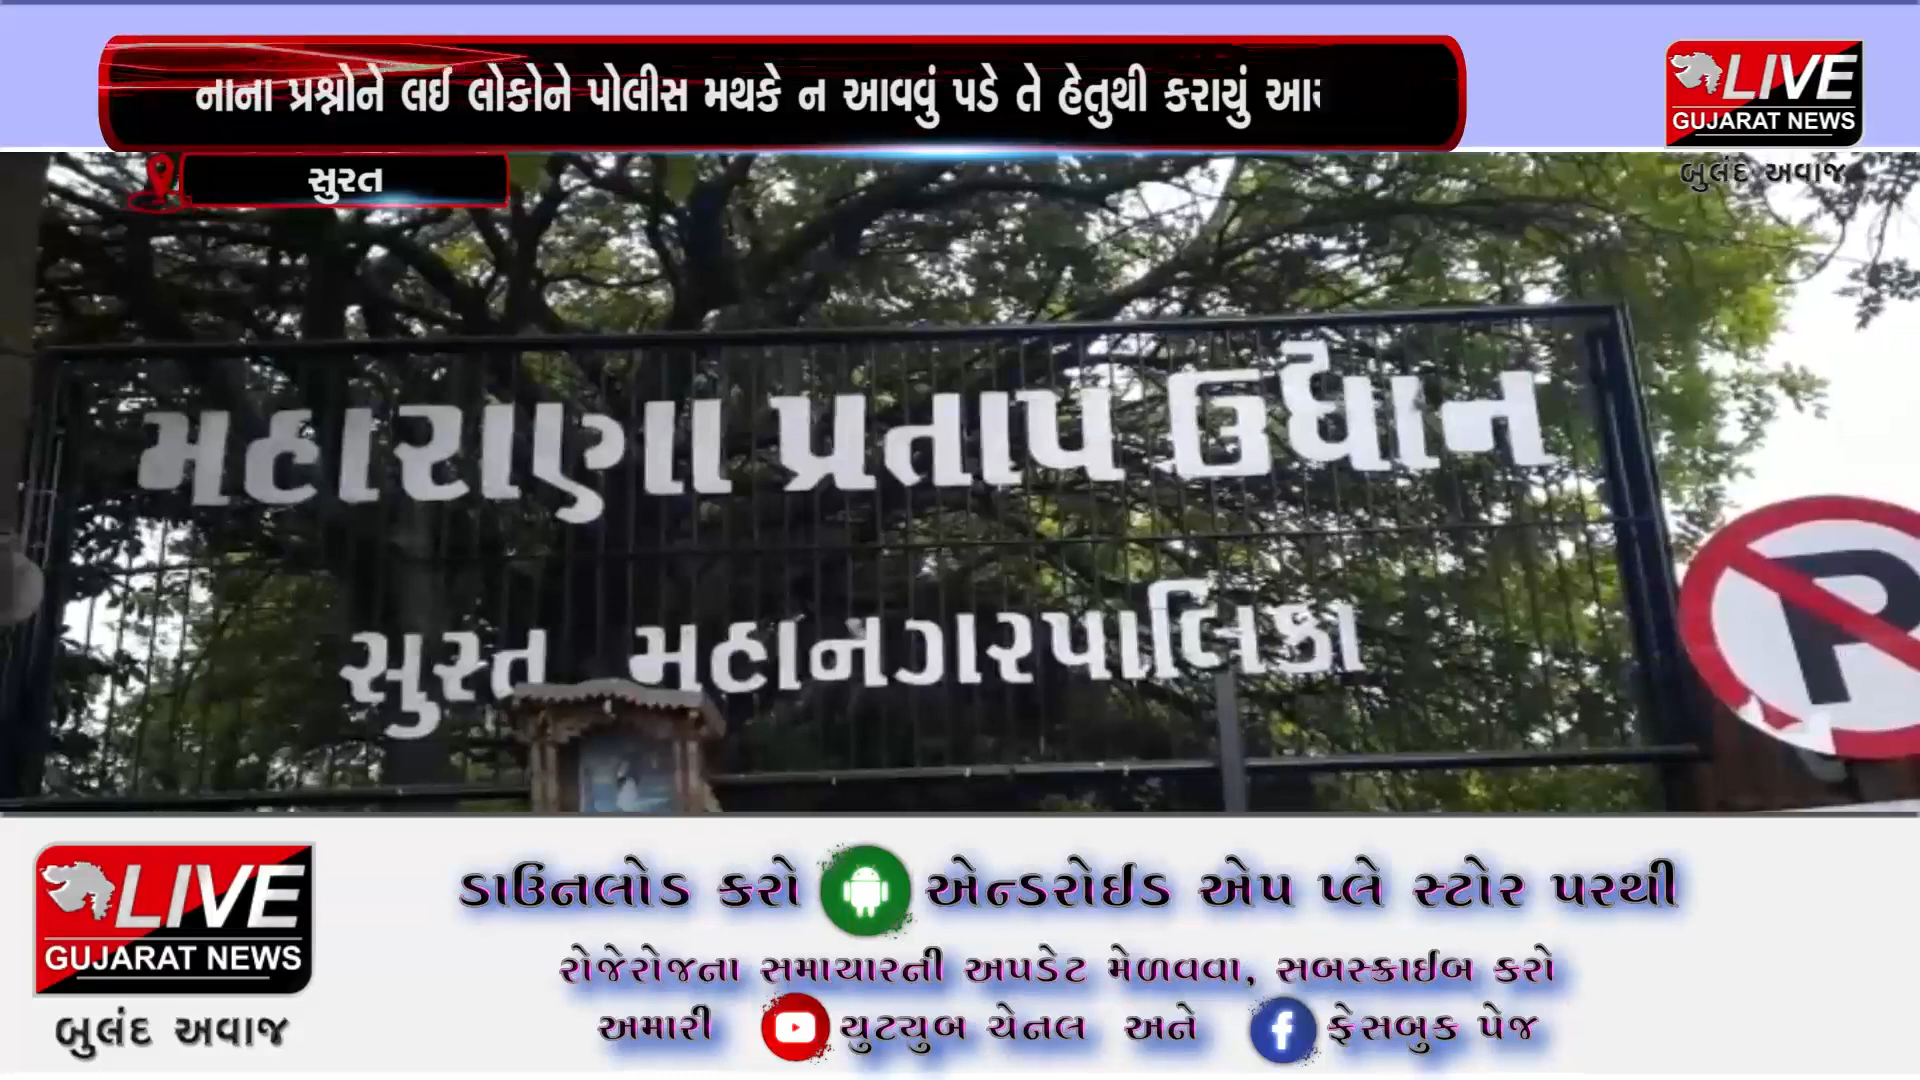 નાના પ્રશ્નોને લઈ લોકોને પોલીસ મથકે ન આવવું પડે તે હેતુથી કરાયું
LIVE
GUJARAT NEWS
બુલંદ અવાજ
સુરત
મહારાણા પ્રતાપ ઉધાન
સુરત મહાનગરપાલિકા
P
LIVE
GUJARAT NEWS
બુલંદ અવાજ
ડાઉનલોડ કરો એન્ડરોઈડ એપ પ્લે સ્ટોર પરથી
રોજેરોજના સમાચારની અપડેટ મેળવવા, સબસ્ક્રાઈબ કરો
અમારી યુટયુબ ચેનલ અને ફેસબુક પેજ